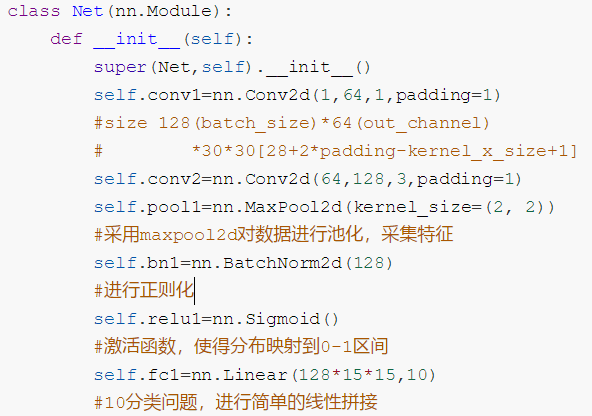 class Net(nn.Module):
    def __init__(self):
        super(Net,self).__init__()
        self.conv1=nn.Conv2d(1,64,1,padding=1)
        #size 128(batch_size)*64(out_channel)
        #       *30*30[28+2*padding-kernel_x_size+1]
        self.conv2=nn.Conv2d(64,128,3,padding=1)
        self.pool1=nn.MaxPool2d(kernel_size=(2, 2))
        #采用maxpool2d对数据进行池化，采集特征
        self.bn1=nn.BatchNorm2d(128)
        #进行正则化
        self.relu1=nn.Sigmoid()
        #激活函数，使得分布映射到0-1区间
        self.fc1=nn.Linear(128*15*15,10)
        #10分类问题，进行简单的线性拼接